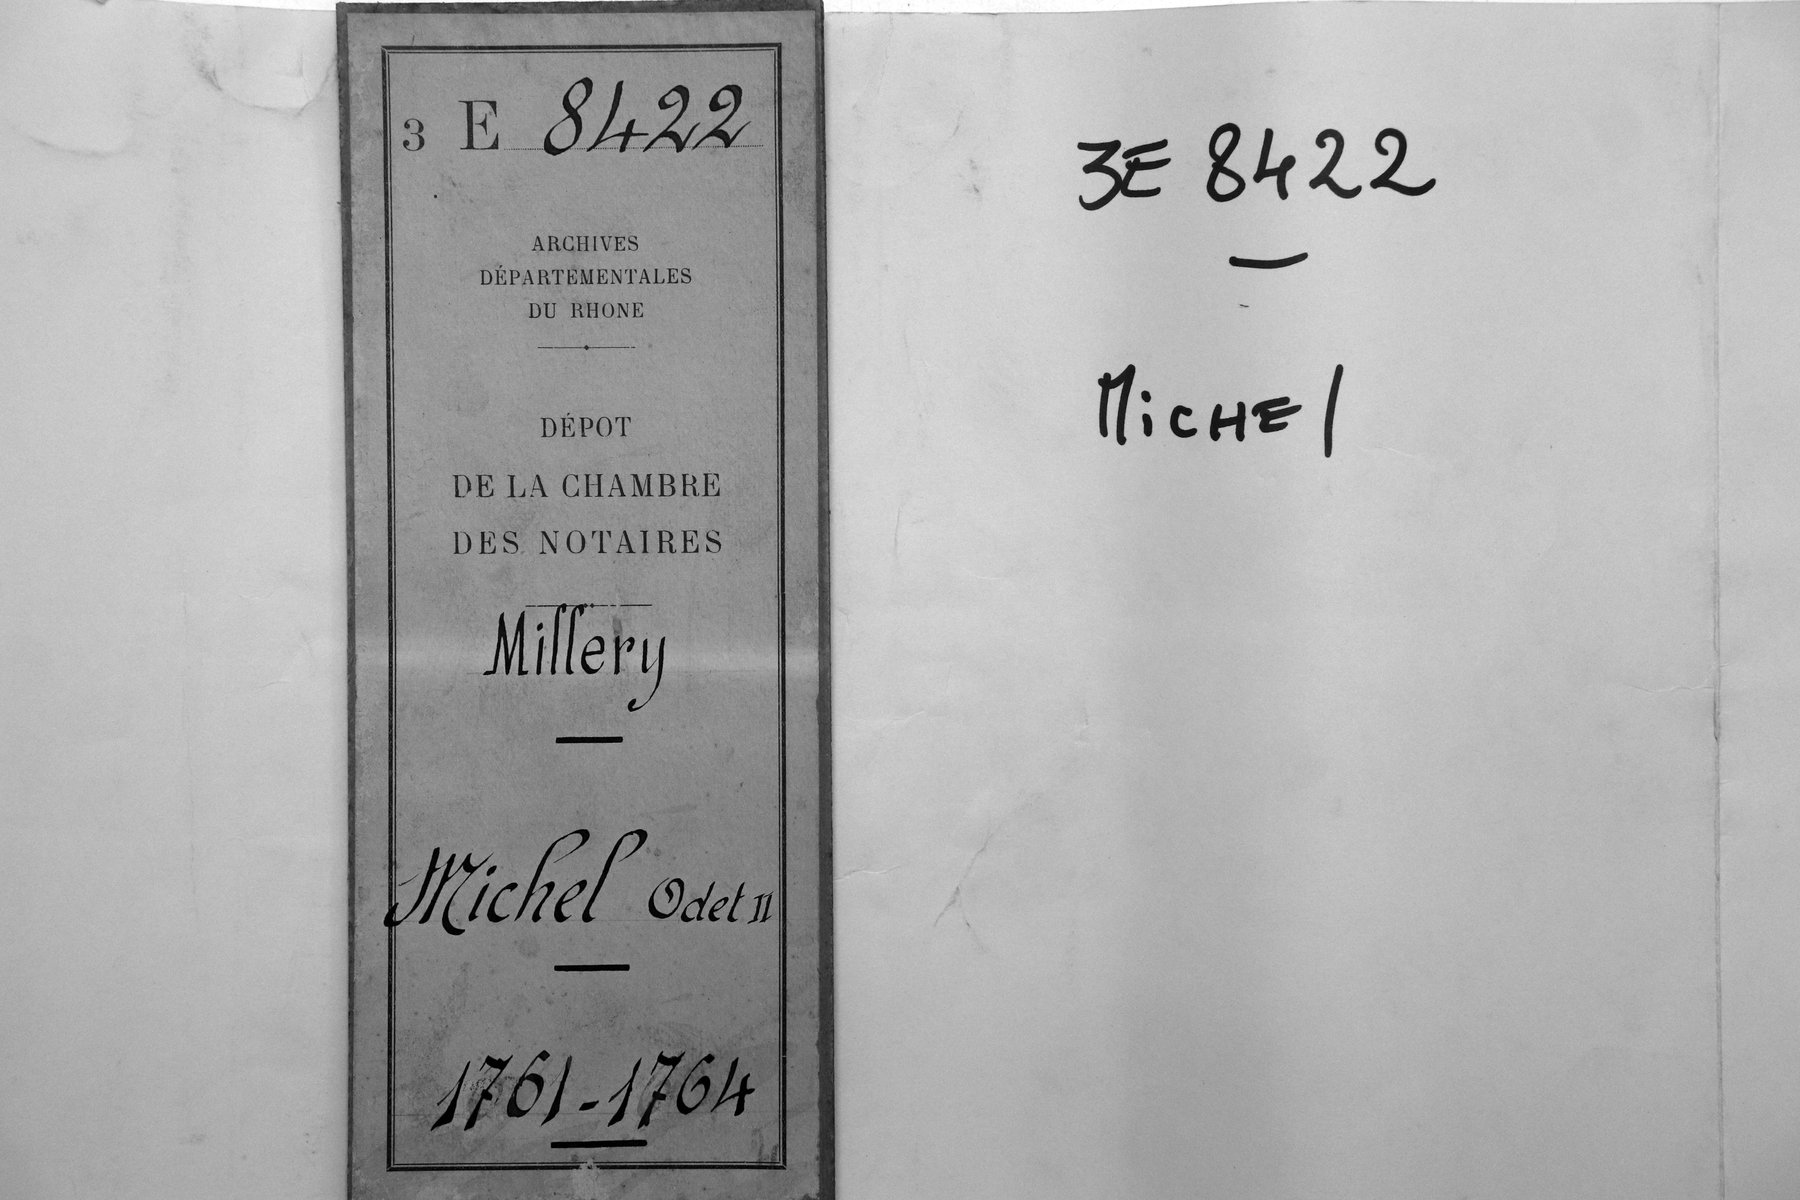 3 E 8422
ARCHIVES
DÉPARTEMENTALES
DU RHONE
DÉPOT
DE LA CHAMBRE
DES NOTAIRES
Millery
Michel Odet II
1761-1764
3E 8422
MiCHEl